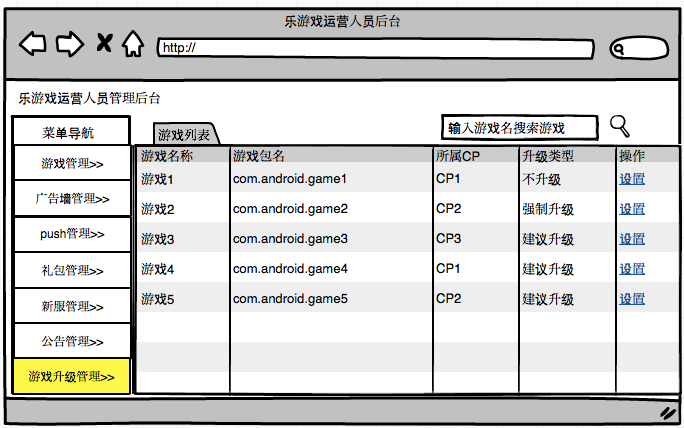 乐游戏运营人员后台
http://
乐游戏运营人员管理后台
菜单导航
游戏列表
输入游戏名搜索游戏
游戏管理>>
广告墙管理>>
push管理>>
礼包管理>>
新服管理>>
公告管理>>
游戏升级管理>>
游戏名称 游戏包名 所属CP 升级类型 操作
游戏1 com.android.game1 CP1 不升级 设置
游戏2 com.android.game2 CP2 强制升级 设置
游戏3 com.android.game3 CP3 建议升级 设置
游戏4 com.android.game4 CP1 建议升级 设置
游戏5 com.android.game5 CP2 建议升级 设置